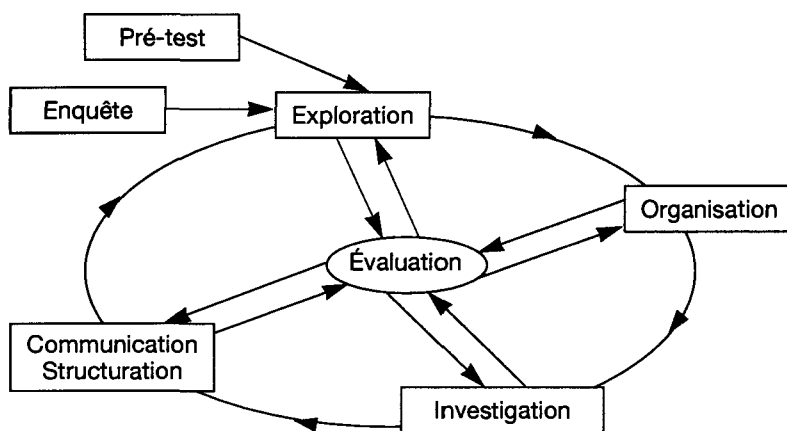 Pré-test
Enquête
Exploration
Organisation
Évaluation
Communication
Structuration
Investigation